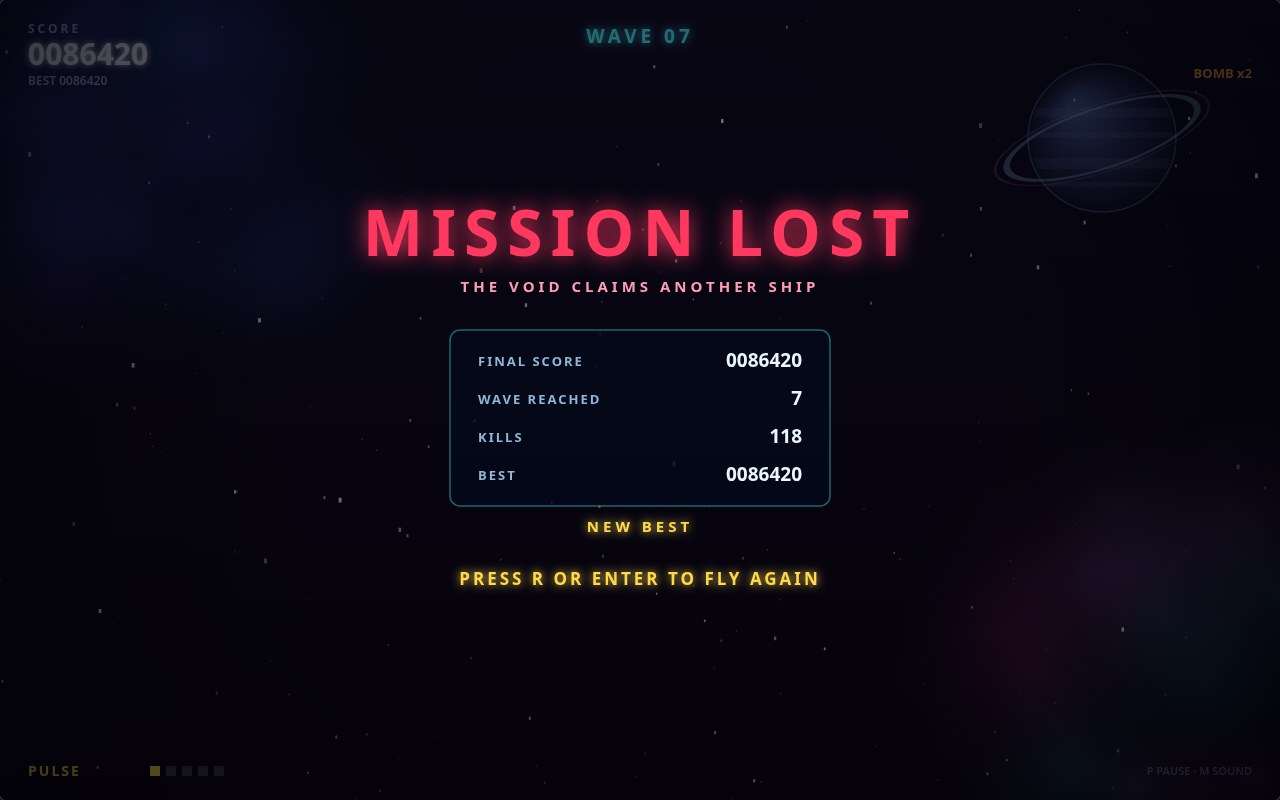 SCORE
0086420
BEST 0086420
WAVE 07
BOMB x2
MISSION LOST
THE VOID CLAIMS ANOTHER SHIP
FINAL SCORE 0086420
WAVE REACHED 7
KILLS 118
BEST 0086420
NEW BEST
PRESS R OR ENTER TO FLY AGAIN
PULSE
P PAUSE · M SOUND